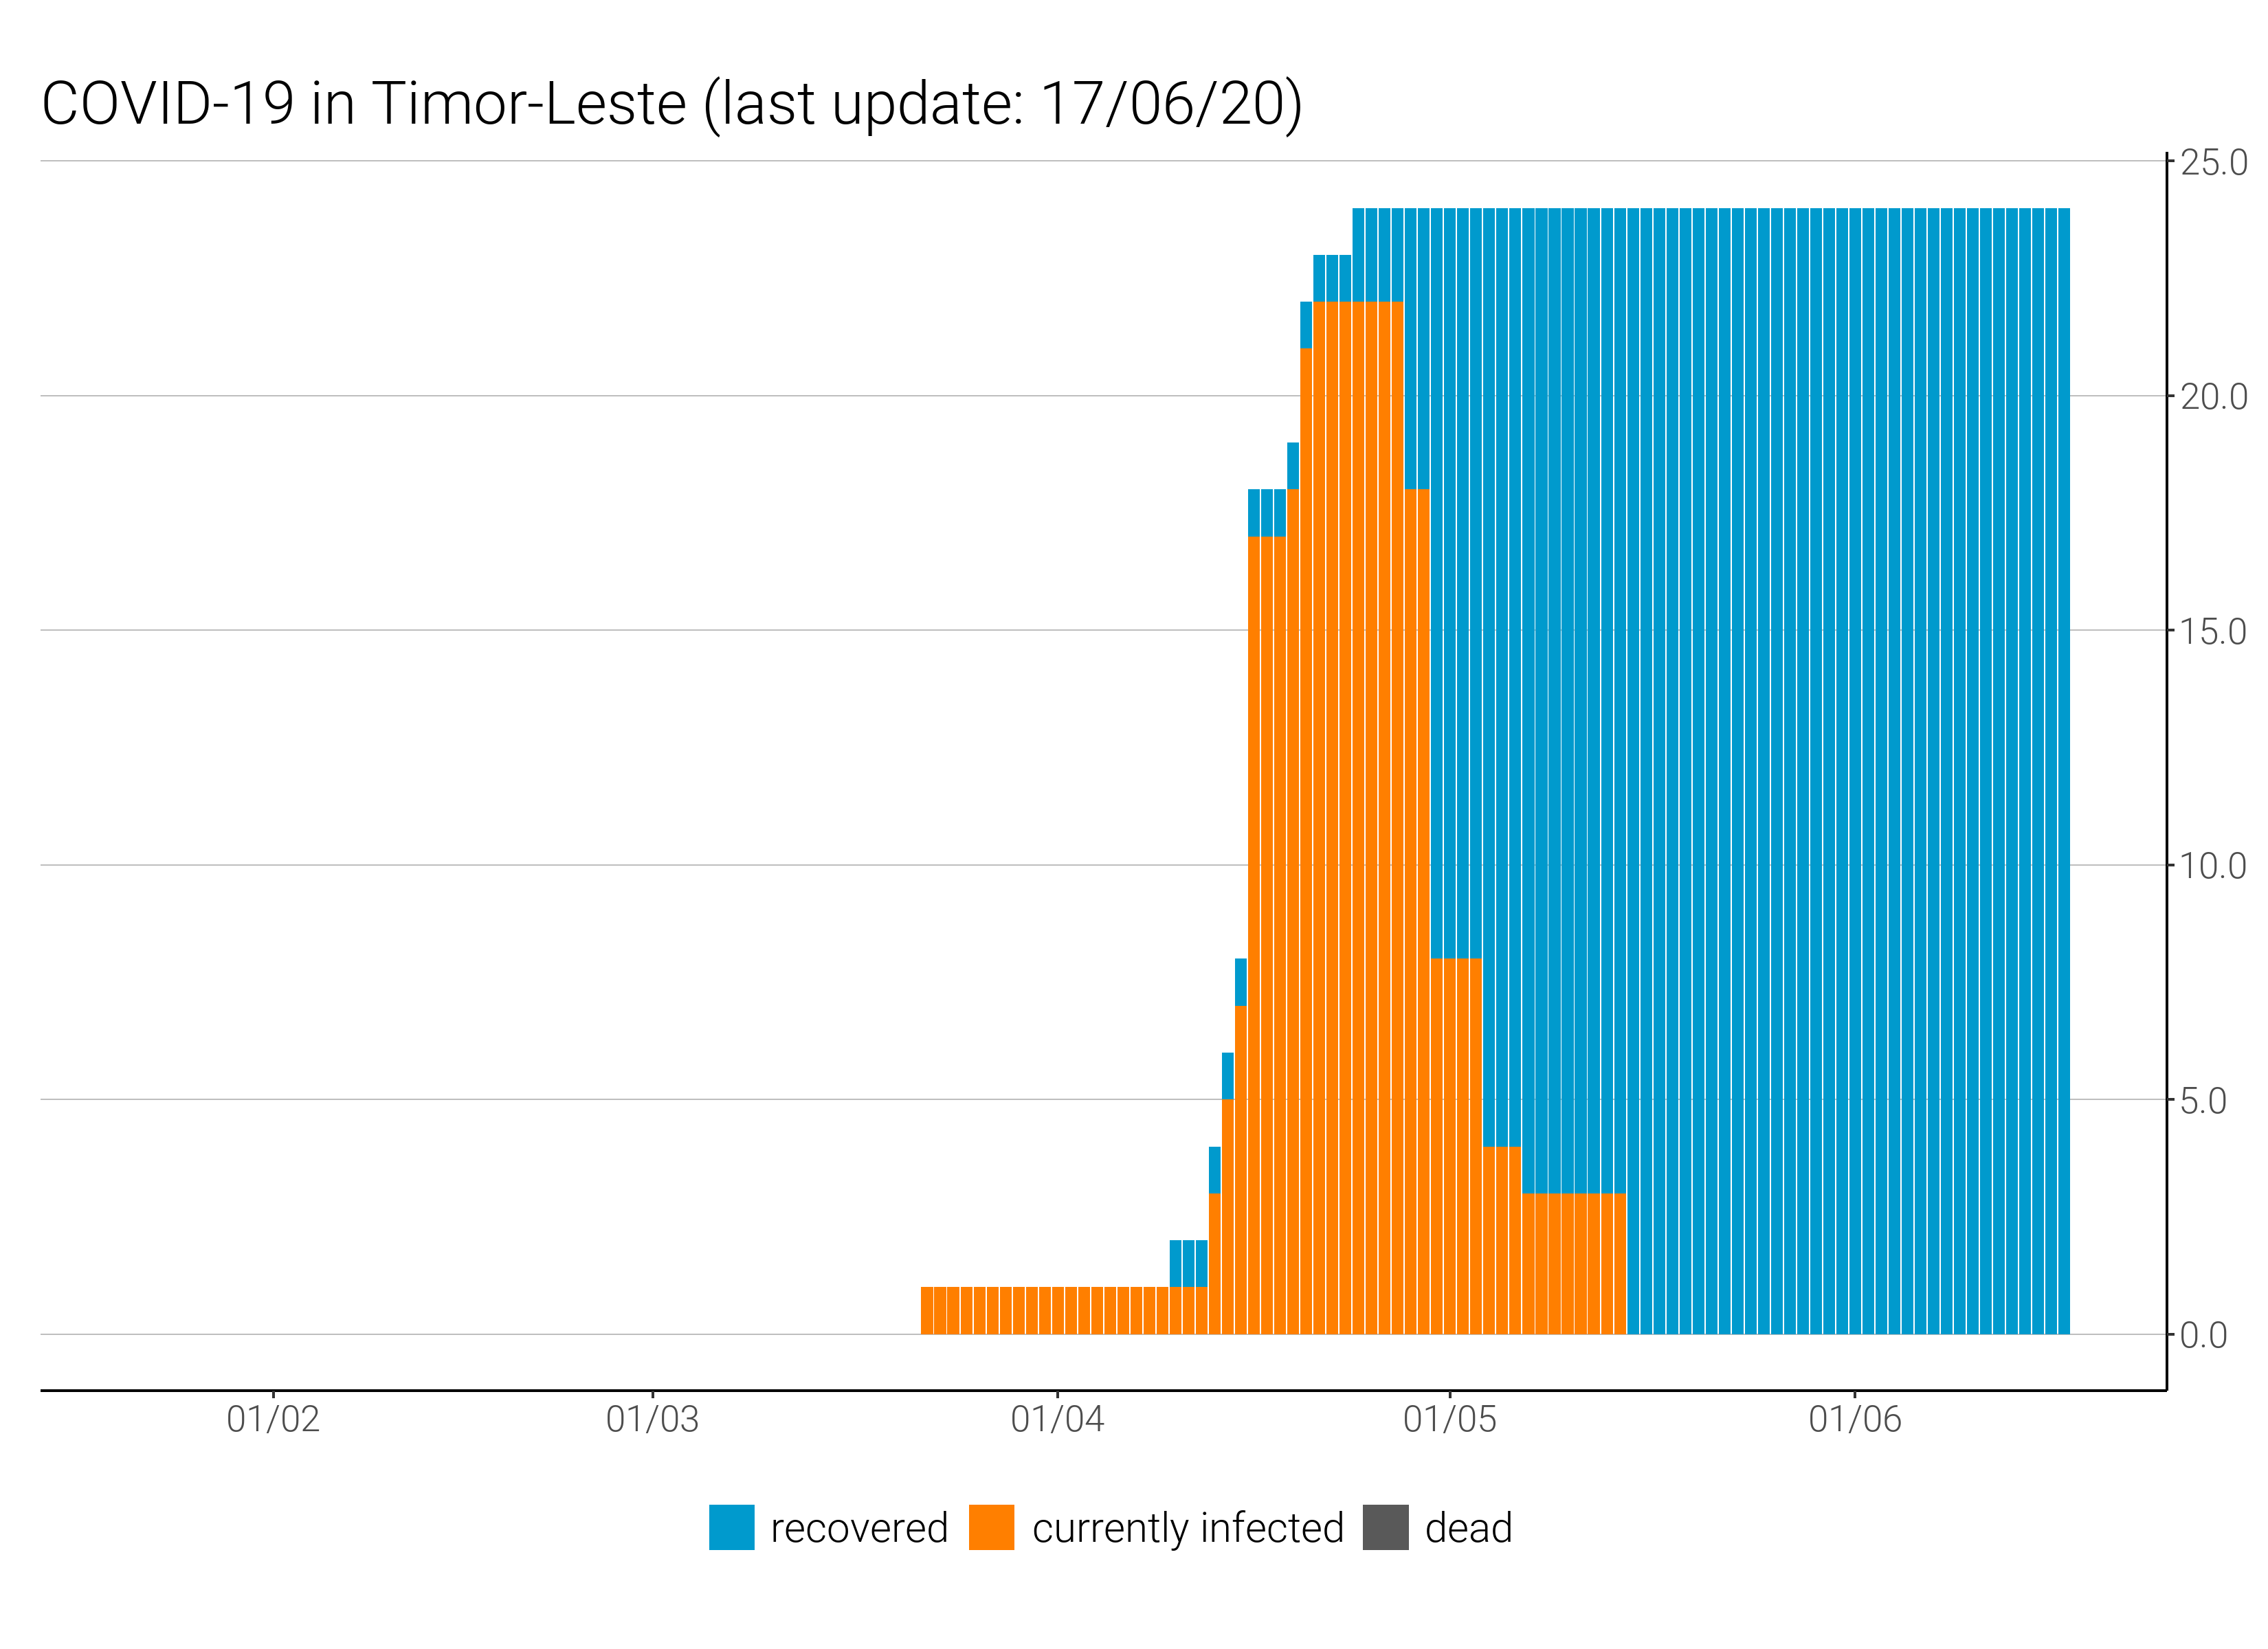 COVID-19 in Timor-Leste (last update: 17/06/20)
25.0
20.0
15.0
10.0
5.0
0.0
01/02 01/03 01/04 01/05 01/06
recovered currently infected dead